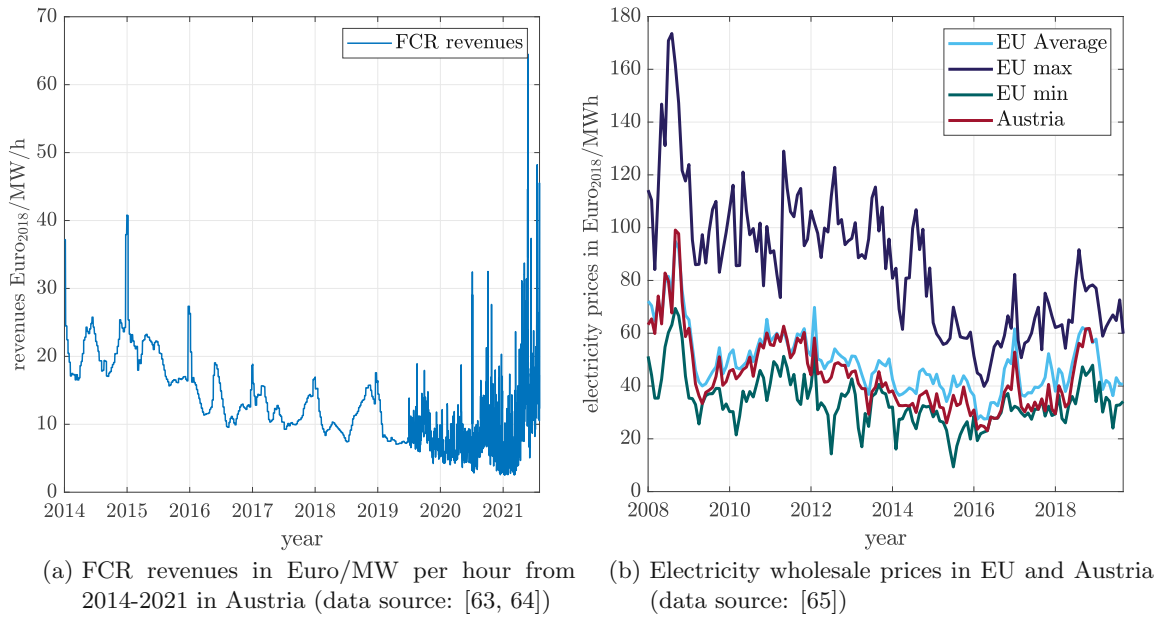 70
60
50
40
30
20
10
0
revenues Euro2018/MW/h
FCR revenues
2014 2015 2016 2017 2018 2019 2020 2021
year
(a) FCR revenues in Euro/MW per hour from
2014-2021 in Austria (data source: [63, 64])
180
160
140
120
100
80
60
40
20
0
electricity prices in Euro2018/MWh
EU Average
EU max
EU min
Austria
2008 2010 2012 2014 2016 2018
year
(b) Electricity wholesale prices in EU and Austria
(data source: [65])